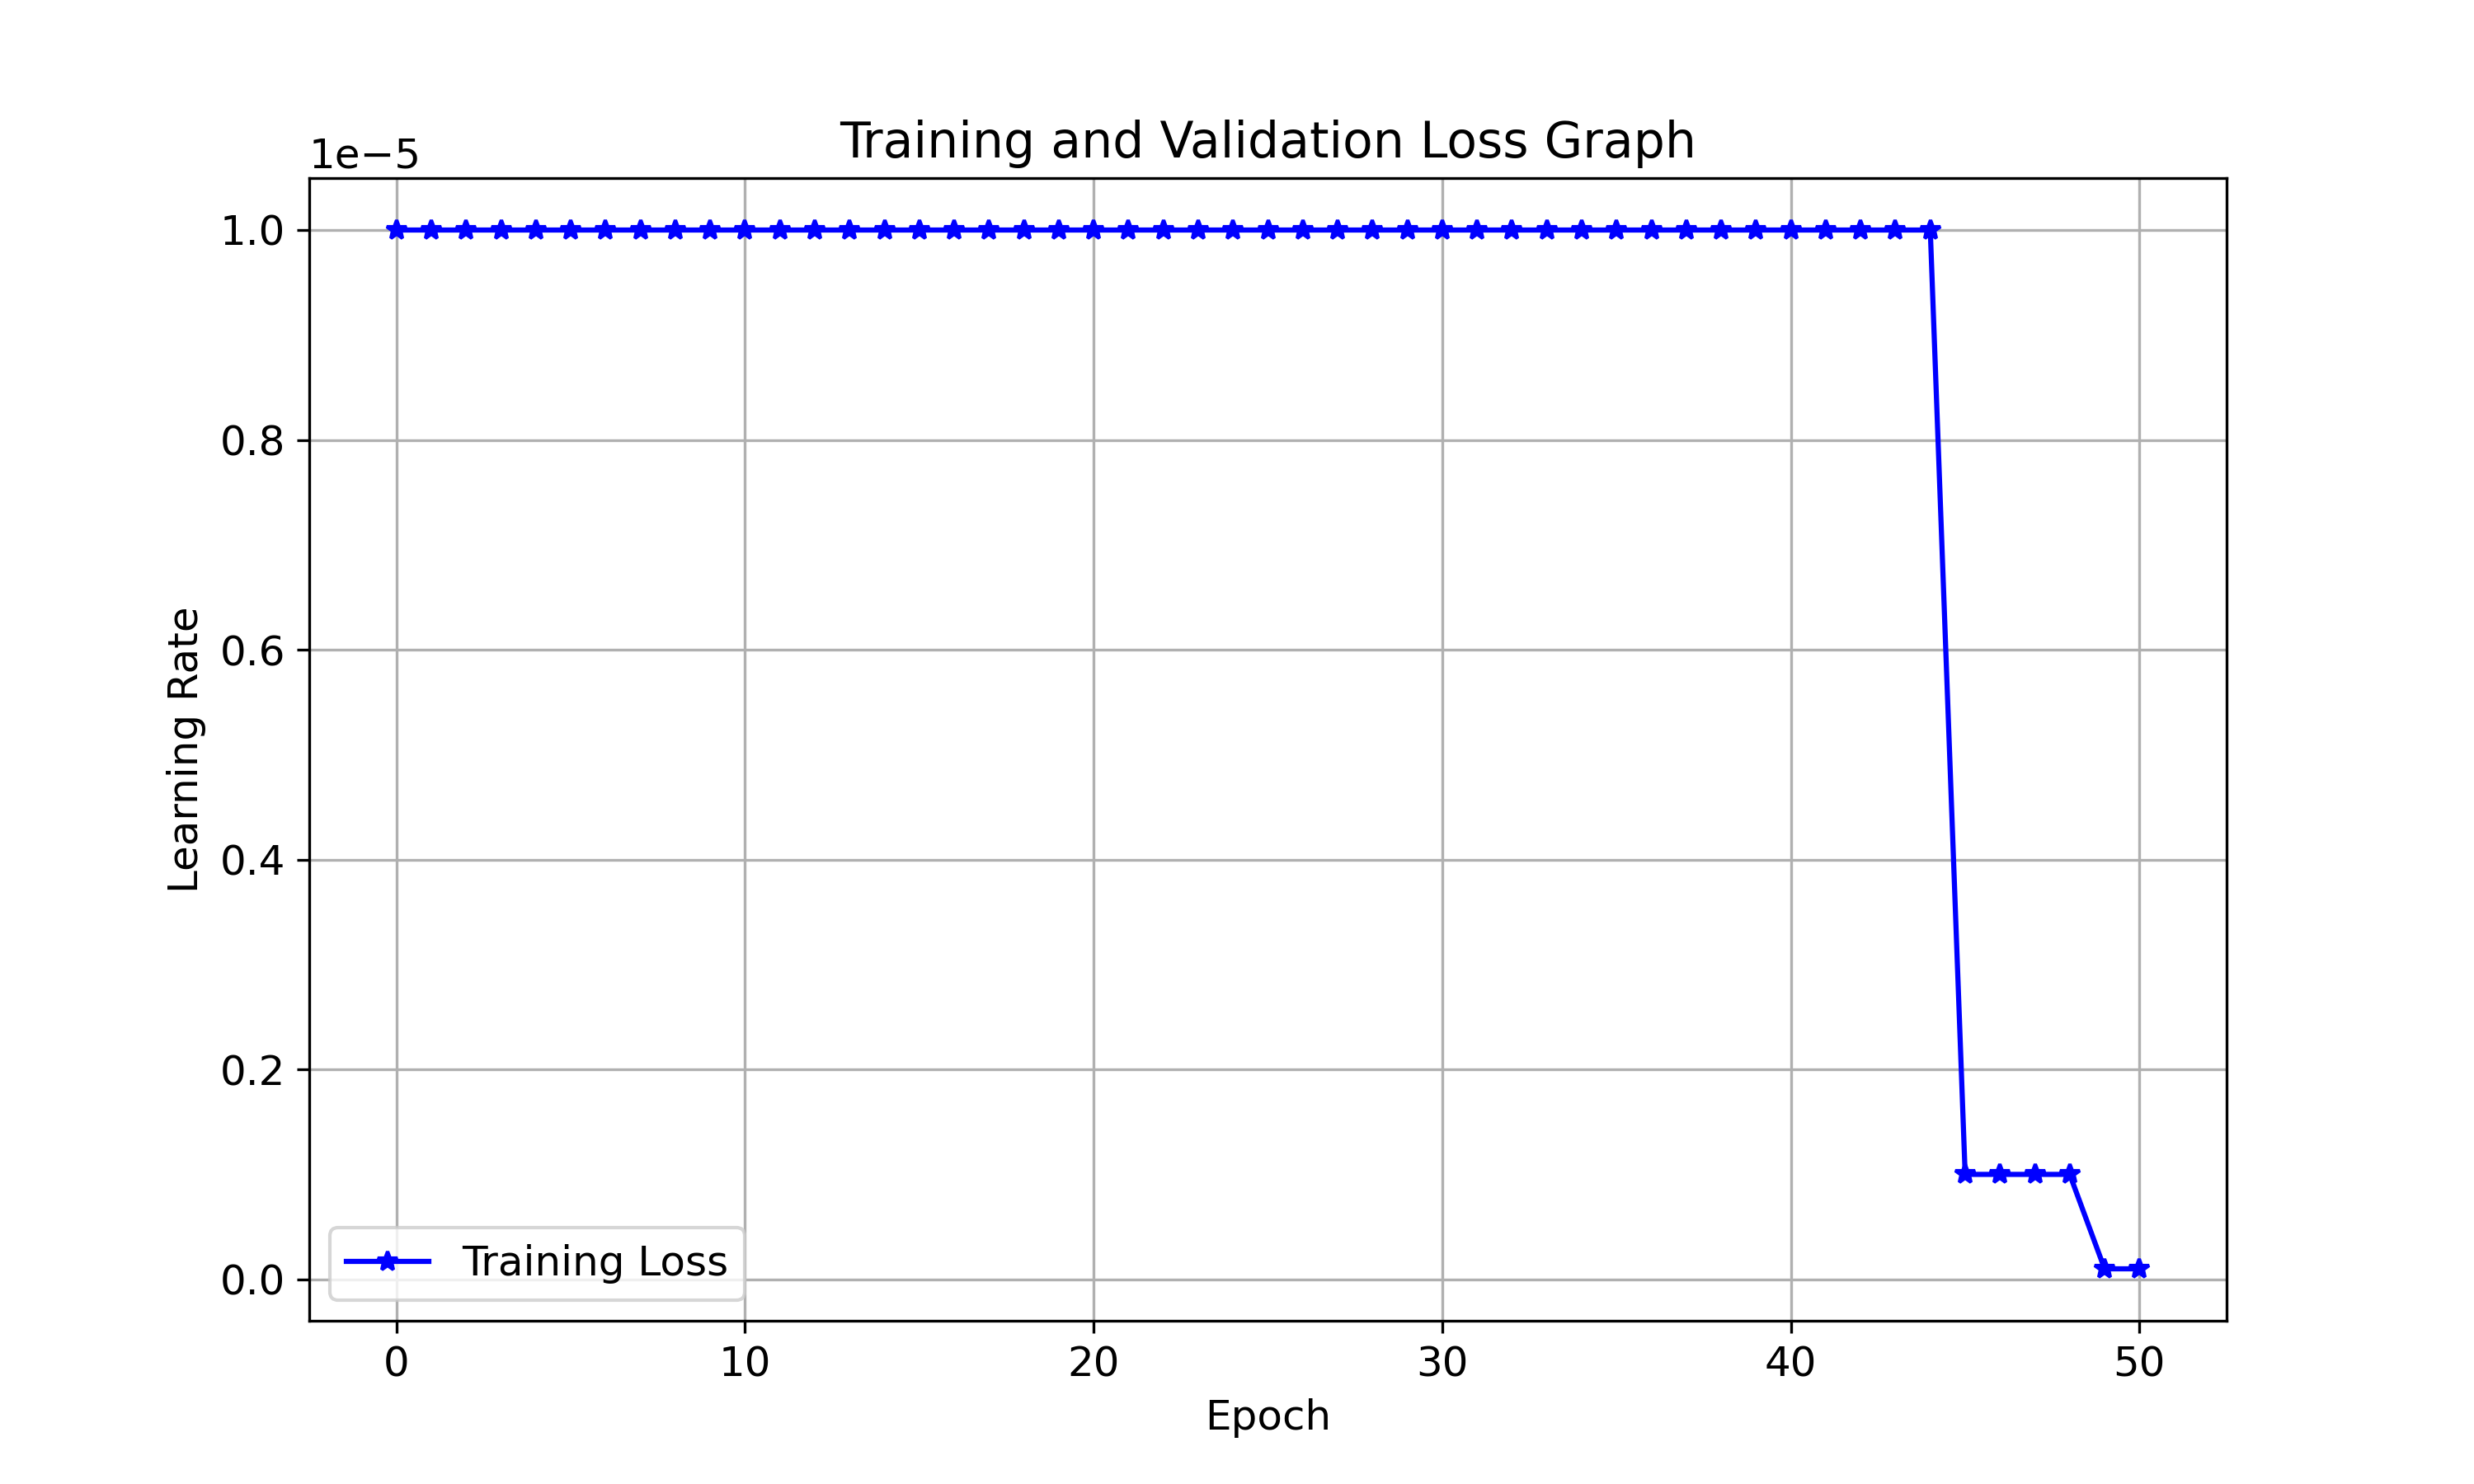 Training and Validation Loss Graph
1e−5
1.0
0.8
0.6
0.4
0.2
0.0
Learning Rate
Training Loss
0 10 20 30 40 50
Epoch